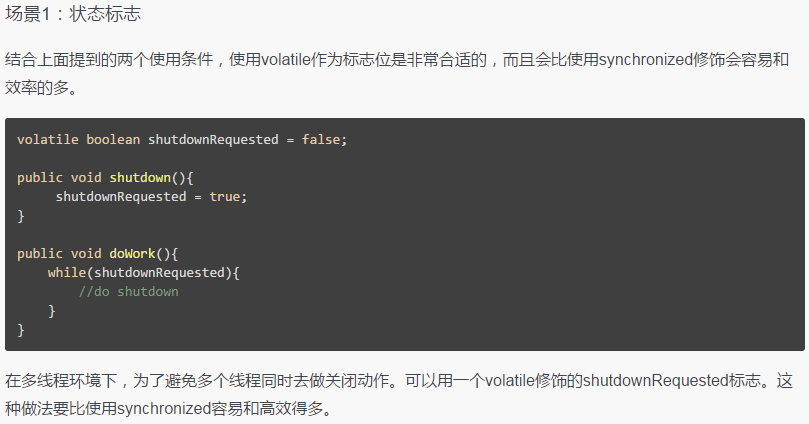 场景1：状态标志
结合上面提到的两个使用条件，使用volatile作为标志位是非常合适的，而且会比使用synchronized修饰会容易和
效率的多。
volatile boolean shutdownRequested = false;
public void shutdown(){
shutdownRequested = true;
}
public void doWork(){
while(shutdownRequested){
//do shutdown
}
}
在多线程环境下，为了避免多个线程同时去做关闭动作。可以用一个volatile修饰的shutdownRequested标志。这
种做法要比使用synchronized容易和高效得多。